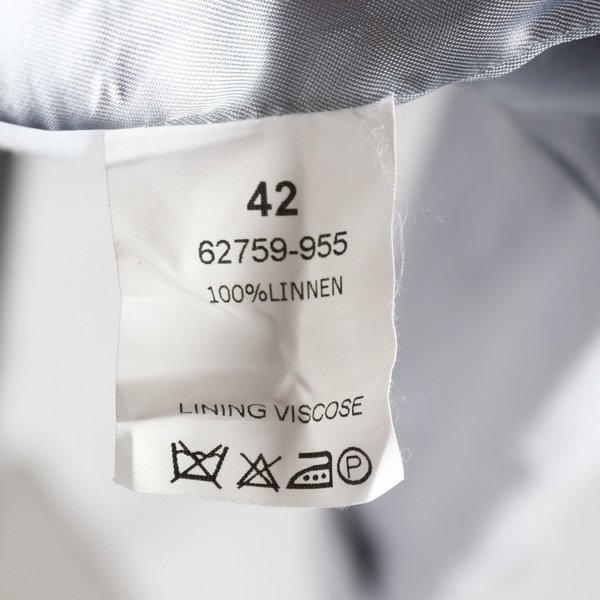 42
62759-955
100%LINNEN
LINING VISCOSE
P